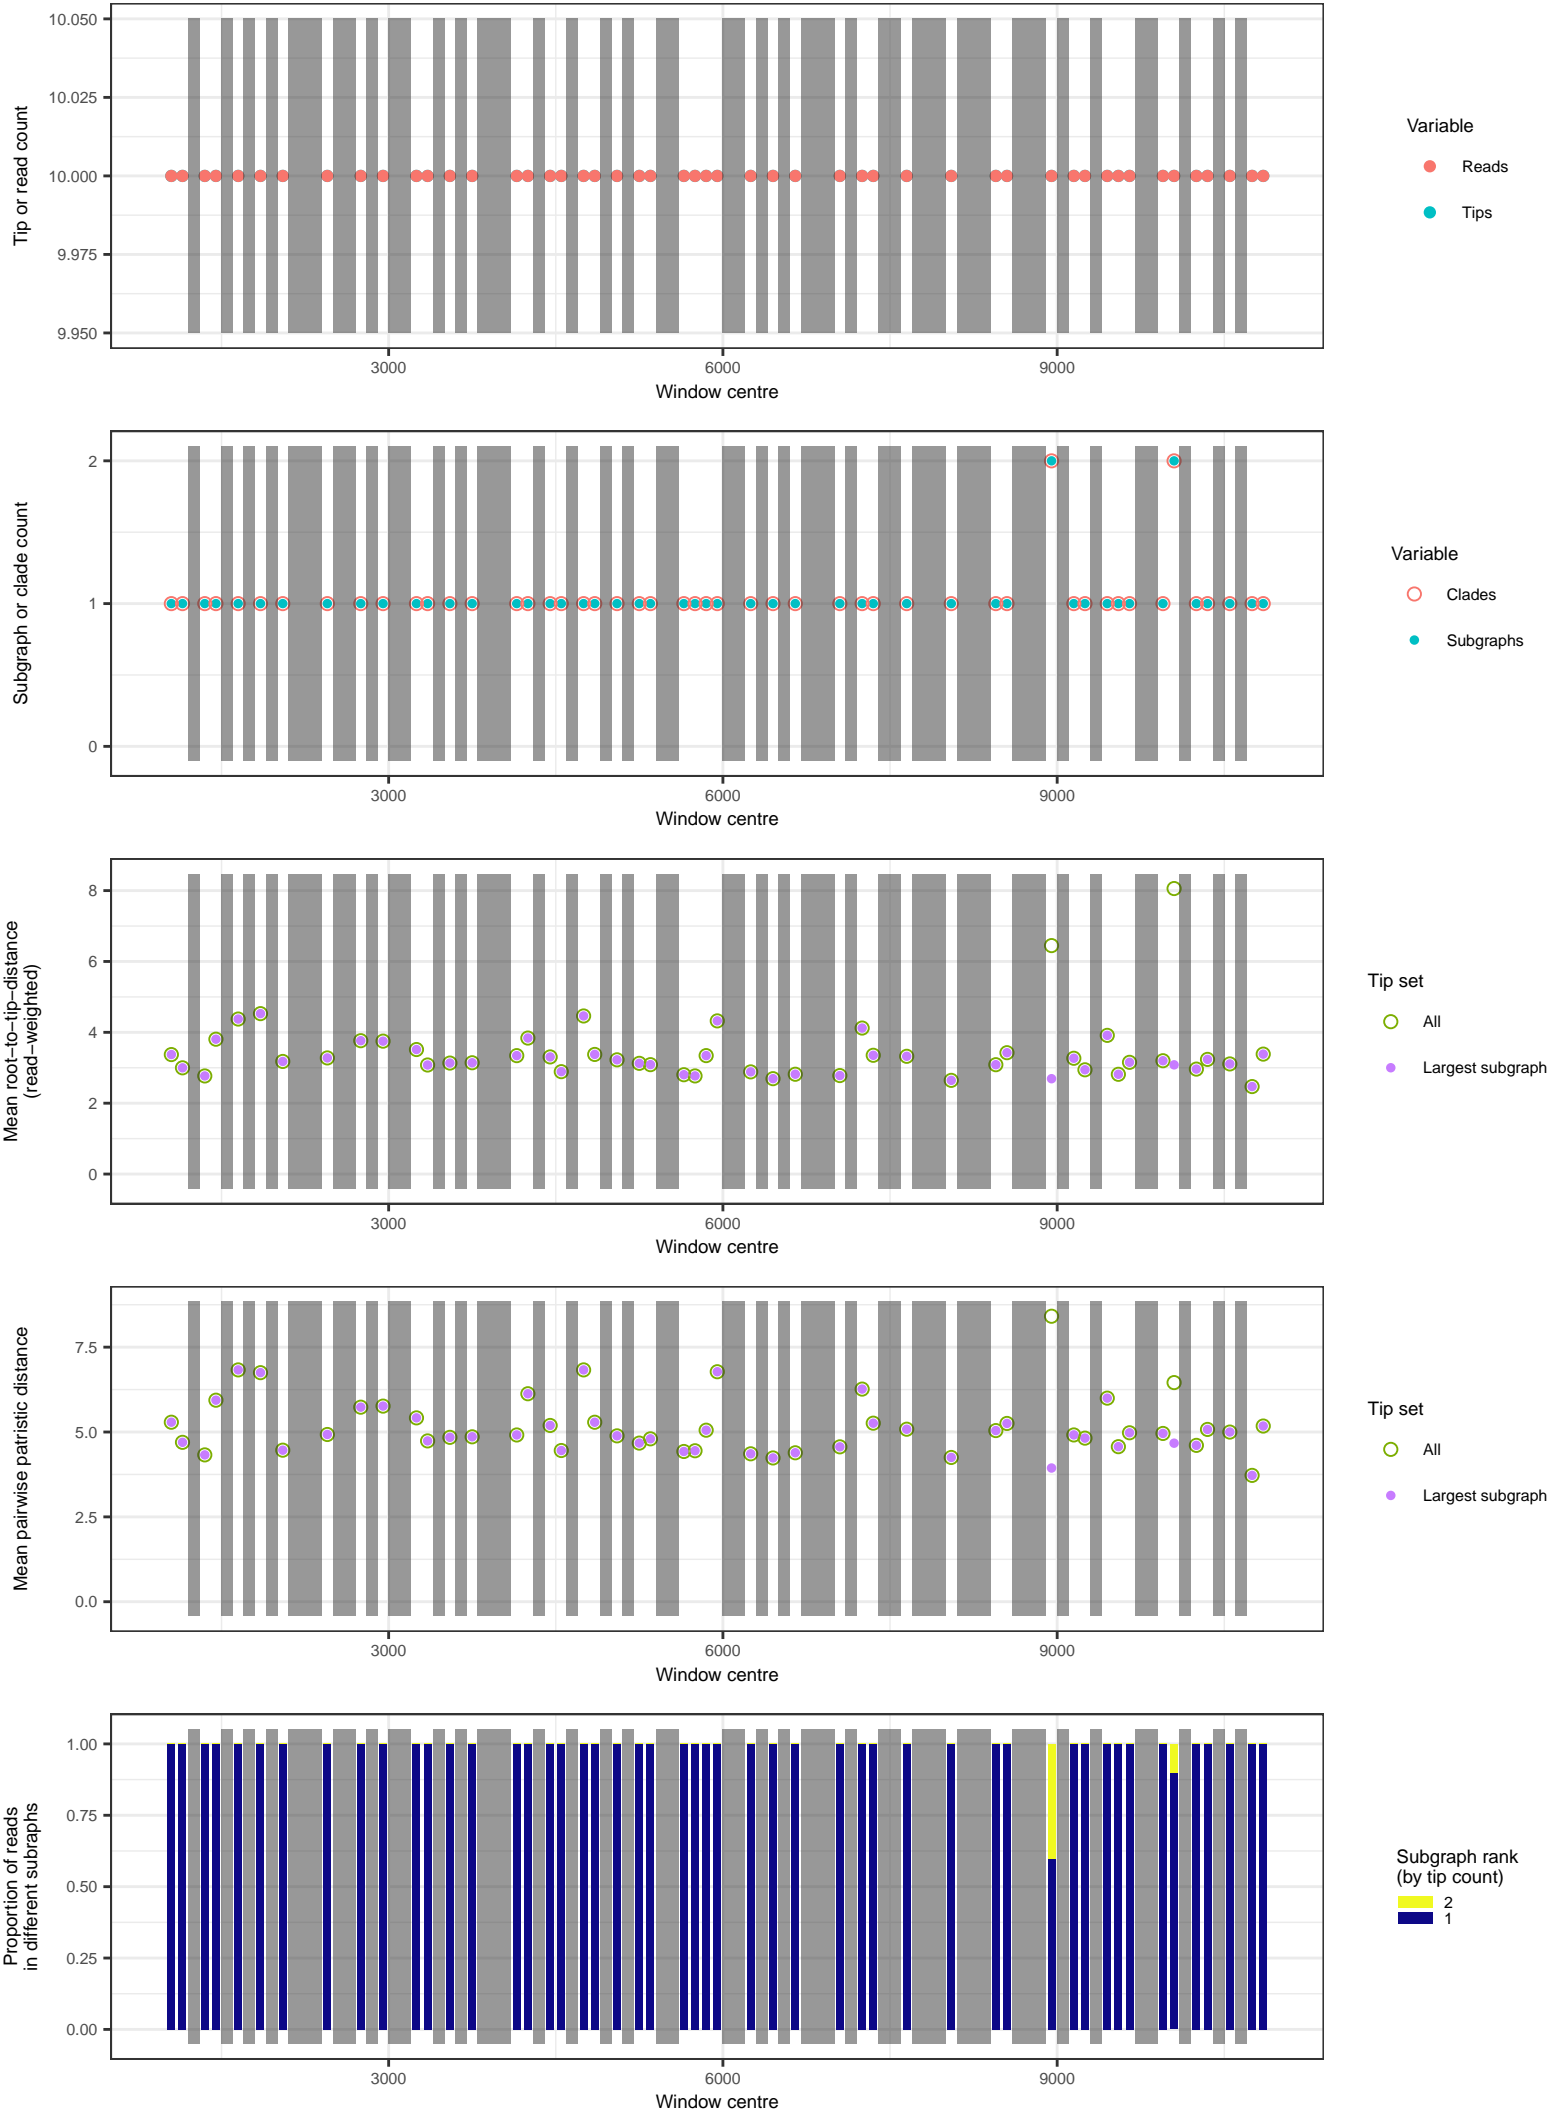 10.050
10.025
10.000
9.975
9.950
Tip or read count
3000
6000
9000
Window centre
Variable
Reads
Tips
2
1
0
Subgraph or clade count
3000
6000
9000
Window centre
Variable
Clades
Subgraphs
8
6
4
2
0
Mean root−to−tip−distance
(read−weighted)
3000
6000
9000
Window centre
Tip set
All
Largest subgraph
7.5
5.0
2.5
0.0
Mean pairwise patristic distance
3000
6000
9000
Window centre
Tip set
All
Largest subgraph
1.00
0.75
0.50
0.25
0.00
Proportion of reads
in different subraphs
3000
6000
9000
Window centre
Subgraph rank
(by tip count)
2
1